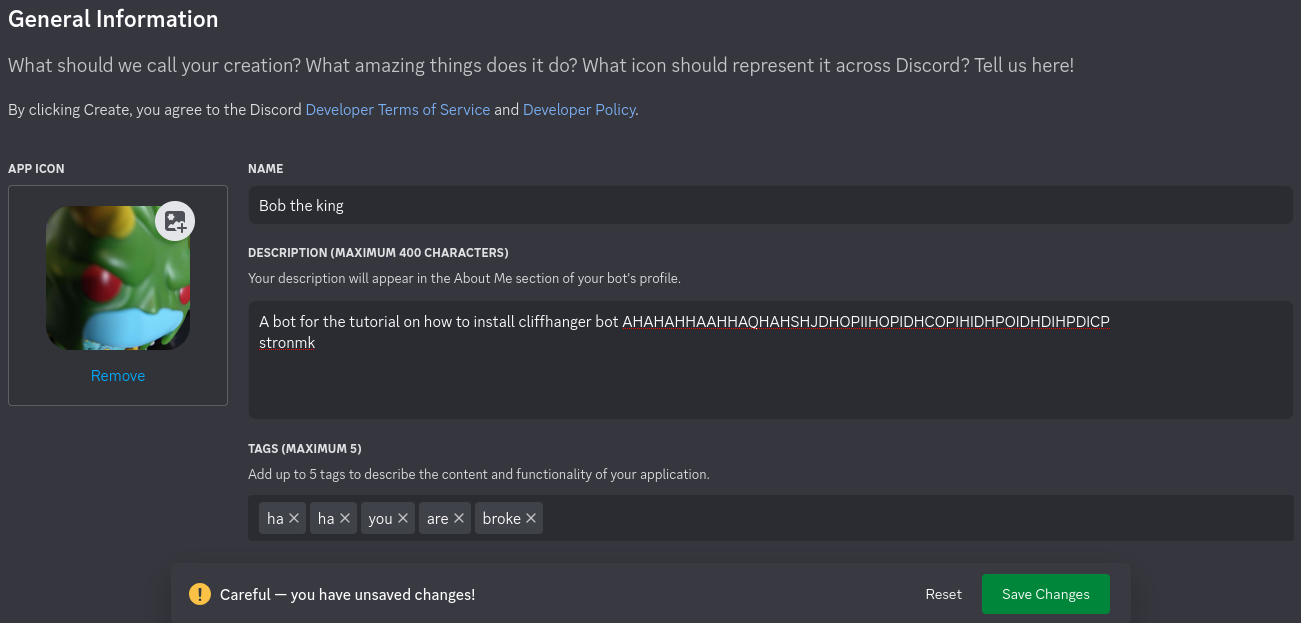 General Information
What should we call your creation? What amazing things does it do? What icon should represent it across Discord? Tell us here!
By clicking Create, you agree to the Discord Developer Terms of Service and Developer Policy.
APP ICON
Remove
NAME
Bob the king
DESCRIPTION (MAXIMUM 400 CHARACTERS)
Your description will appear in the About Me section of your bot's profile.
A bot for the tutorial on how to install cliffhanger bot AHAHAHHAAHHAQHAHSHJDHOPIIHOPIDHCOPIHIDHPOIDHDIHPDICP
stronmk
TAGS (MAXIMUM 5)
Add up to 5 tags to describe the content and functionality of your application.
ha ha you are broke
Careful — you have unsaved changes! Reset Save Changes